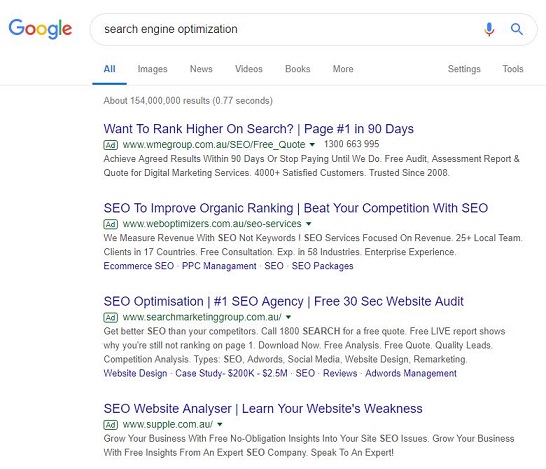 Google
search engine optimization
All Images News Videos Books More Settings Tools
About 154,000,000 results (0.77 seconds)
Want To Rank Higher On Search? | Page #1 in 90 Days
Ad www.wmegroup.com.au/SEO/Free_Quote 1300 663 995
Achieve Agreed Results Within 90 Days Or Stop Paying Until We Do. Free Audit, Assessment Report &
Quote for Digital Marketing Services. 4000+ Satisfied Customers. Trusted Since 2008.
SEO To Improve Organic Ranking | Beat Your Competition With SEO
Ad www.weboptimizers.com.au/seo-services
We Measure Revenue With SEO Not Keywords ! SEO Services Focused On Revenue. 25+ Local Team.
Clients in 17 Countries. Free Consultation. Exp. in 58 Industries. Enterprise Experience.
Ecommerce SEO · PPC Managament · SEO · SEO Packages
SEO Optimisation | #1 SEO Agency | Free 30 Sec Website Audit
Ad www.searchmarketinggroup.com.au/
Get better SEO than your competitors. Call 1800 SEARCH for a free quote. Free LIVE report shows
why you're still not ranking on page 1. Download Now. Free Analysis. Free Quote. Quality Leads.
Competition Analysis. Types: SEO, Adwords, Social Media, Website Design, Remarketing.
Website Design · Case Study- $200K - $2.5M · SEO · Reviews · Adwords Management
SEO Website Analyser | Learn Your Website's Weakness
Ad www.supple.com.au/
Grow Your Business With Free No-Obligation Insights Into Your Site SEO Issues. Grow Your Business
With Free Insights From An Expert SEO Company. Speak To An Expert!